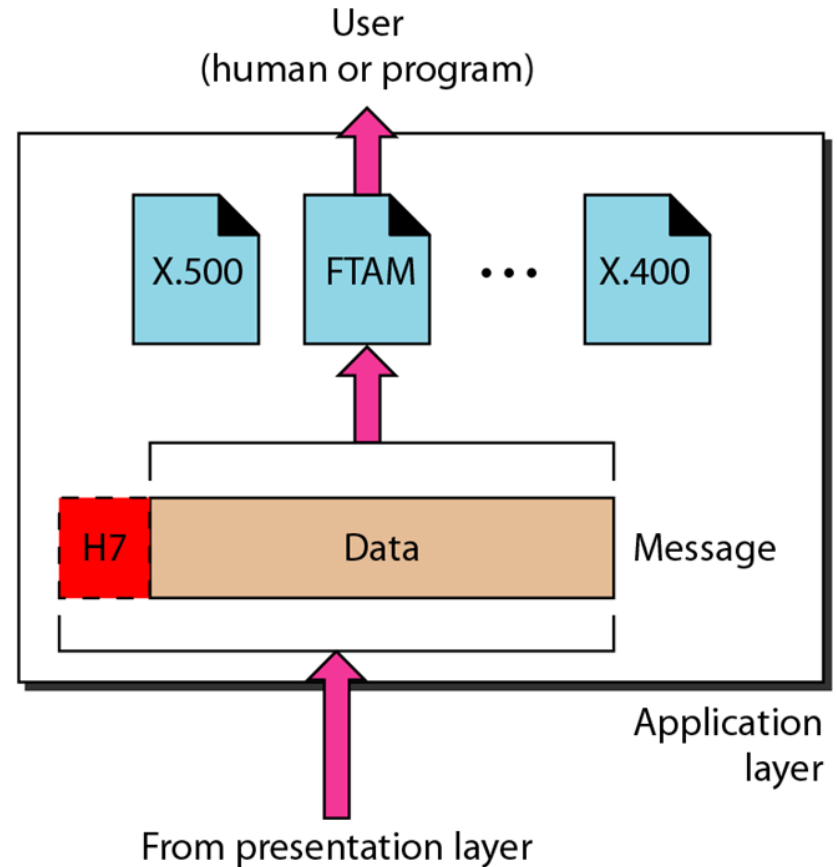 User
(human or program)
X.500 FTAM ... X.400
H7 Data Message
Application
layer
From presentation layer